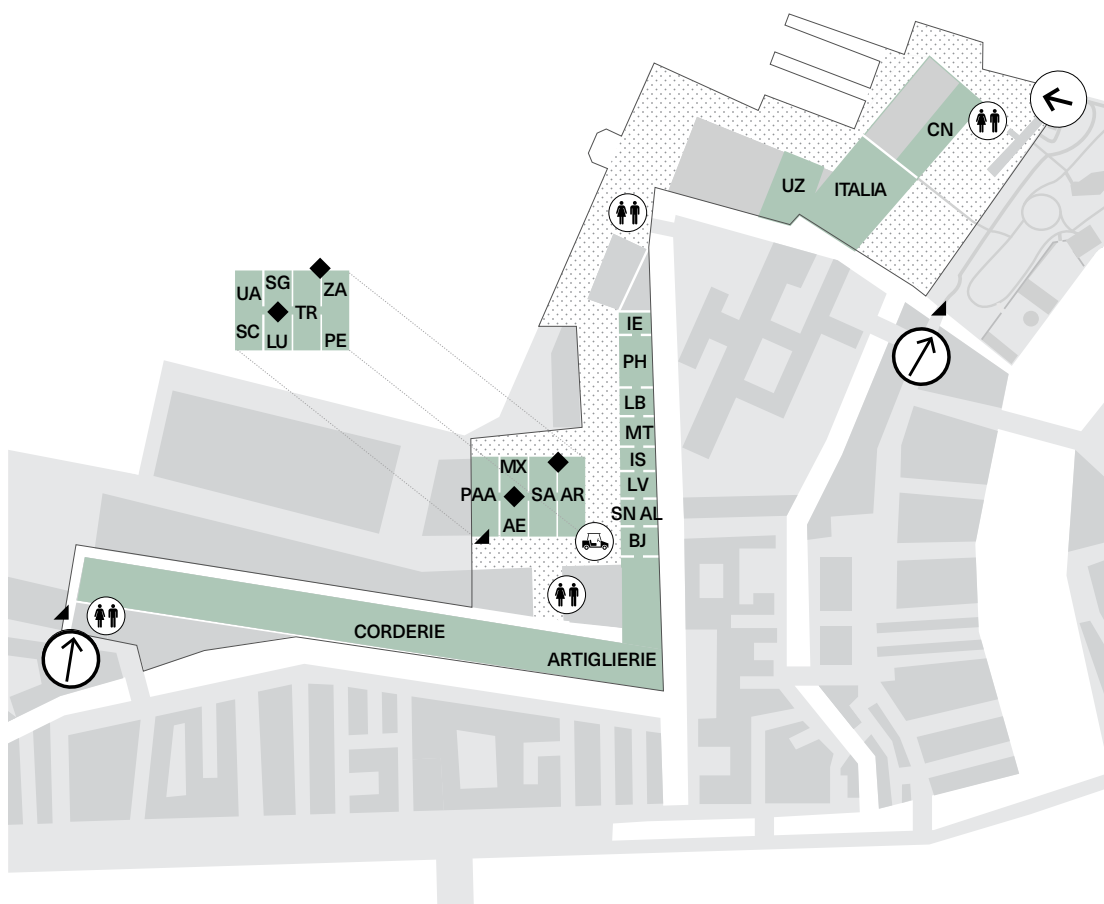 CN
UZ
ITALIA
SG
UA
ZA
TR
SC
LU
PE
IE
PH
LB
MT
IS
LV
SN AL
BJ
MX
PAA
SA
AR
AE
CORDERIE
ARTIGLIERIE